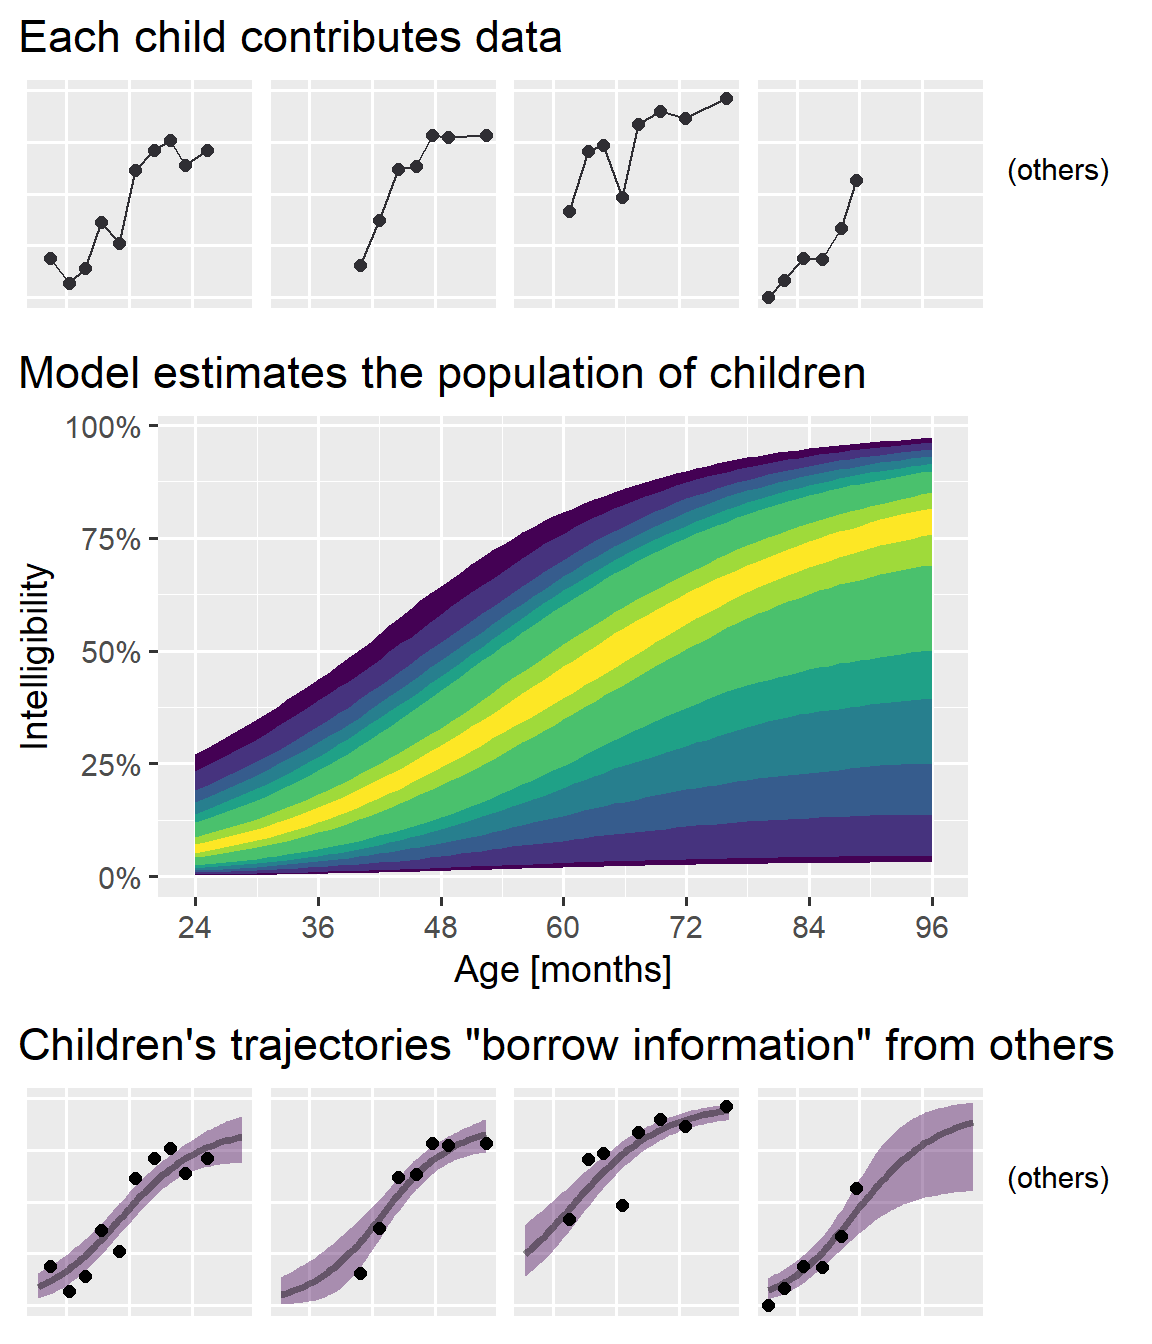 Each child contributes data
(others)
Model estimates the population of children
100%
75%
50%
25%
0%
Intelligibility
24 36 48 60 72 84 96
Age [months]
Children's trajectories "borrow information" from others
(others)